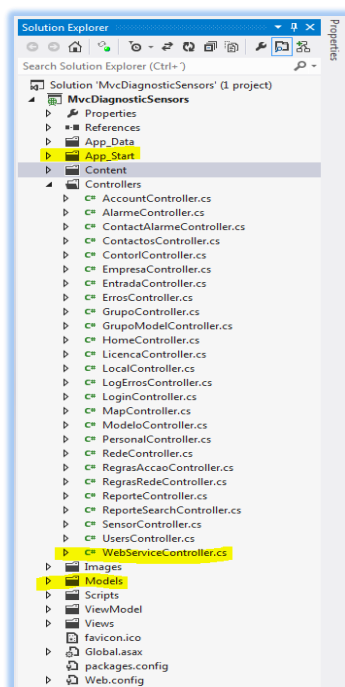 Solution Explorer
Properties
Search Solution Explorer (Ctrl+´)
Solution 'MvcDiagnosticSensors' (1 project)
MvcDiagnosticSensors
Properties
References
App_Data
App_Start
Content
Controllers
C# AccountController.cs
C# AlarmeController.cs
C# ContactAlarmeController.cs
C# ContactosController.cs
C# ContorlController.cs
C# EmpresaController.cs
C# EntradaController.cs
C# ErrosController.cs
C# GrupoController.cs
C# GrupoModelController.cs
C# HomeController.cs
C# LicencaController.cs
C# LocalController.cs
C# LogErrosController.cs
C# LoginController.cs
C# MapController.cs
C# ModeloController.cs
C# PersonalController.cs
C# RedeController.cs
C# RegrasAccaoController.cs
C# RegrasRedeController.cs
C# ReporteController.cs
C# ReporteSearchController.cs
C# SensorController.cs
C# UsersController.cs
C# WebServiceController.cs
Images
Models
Scripts
ViewModel
Views
favicon.ico
Global.asax
packages.config
Web.config